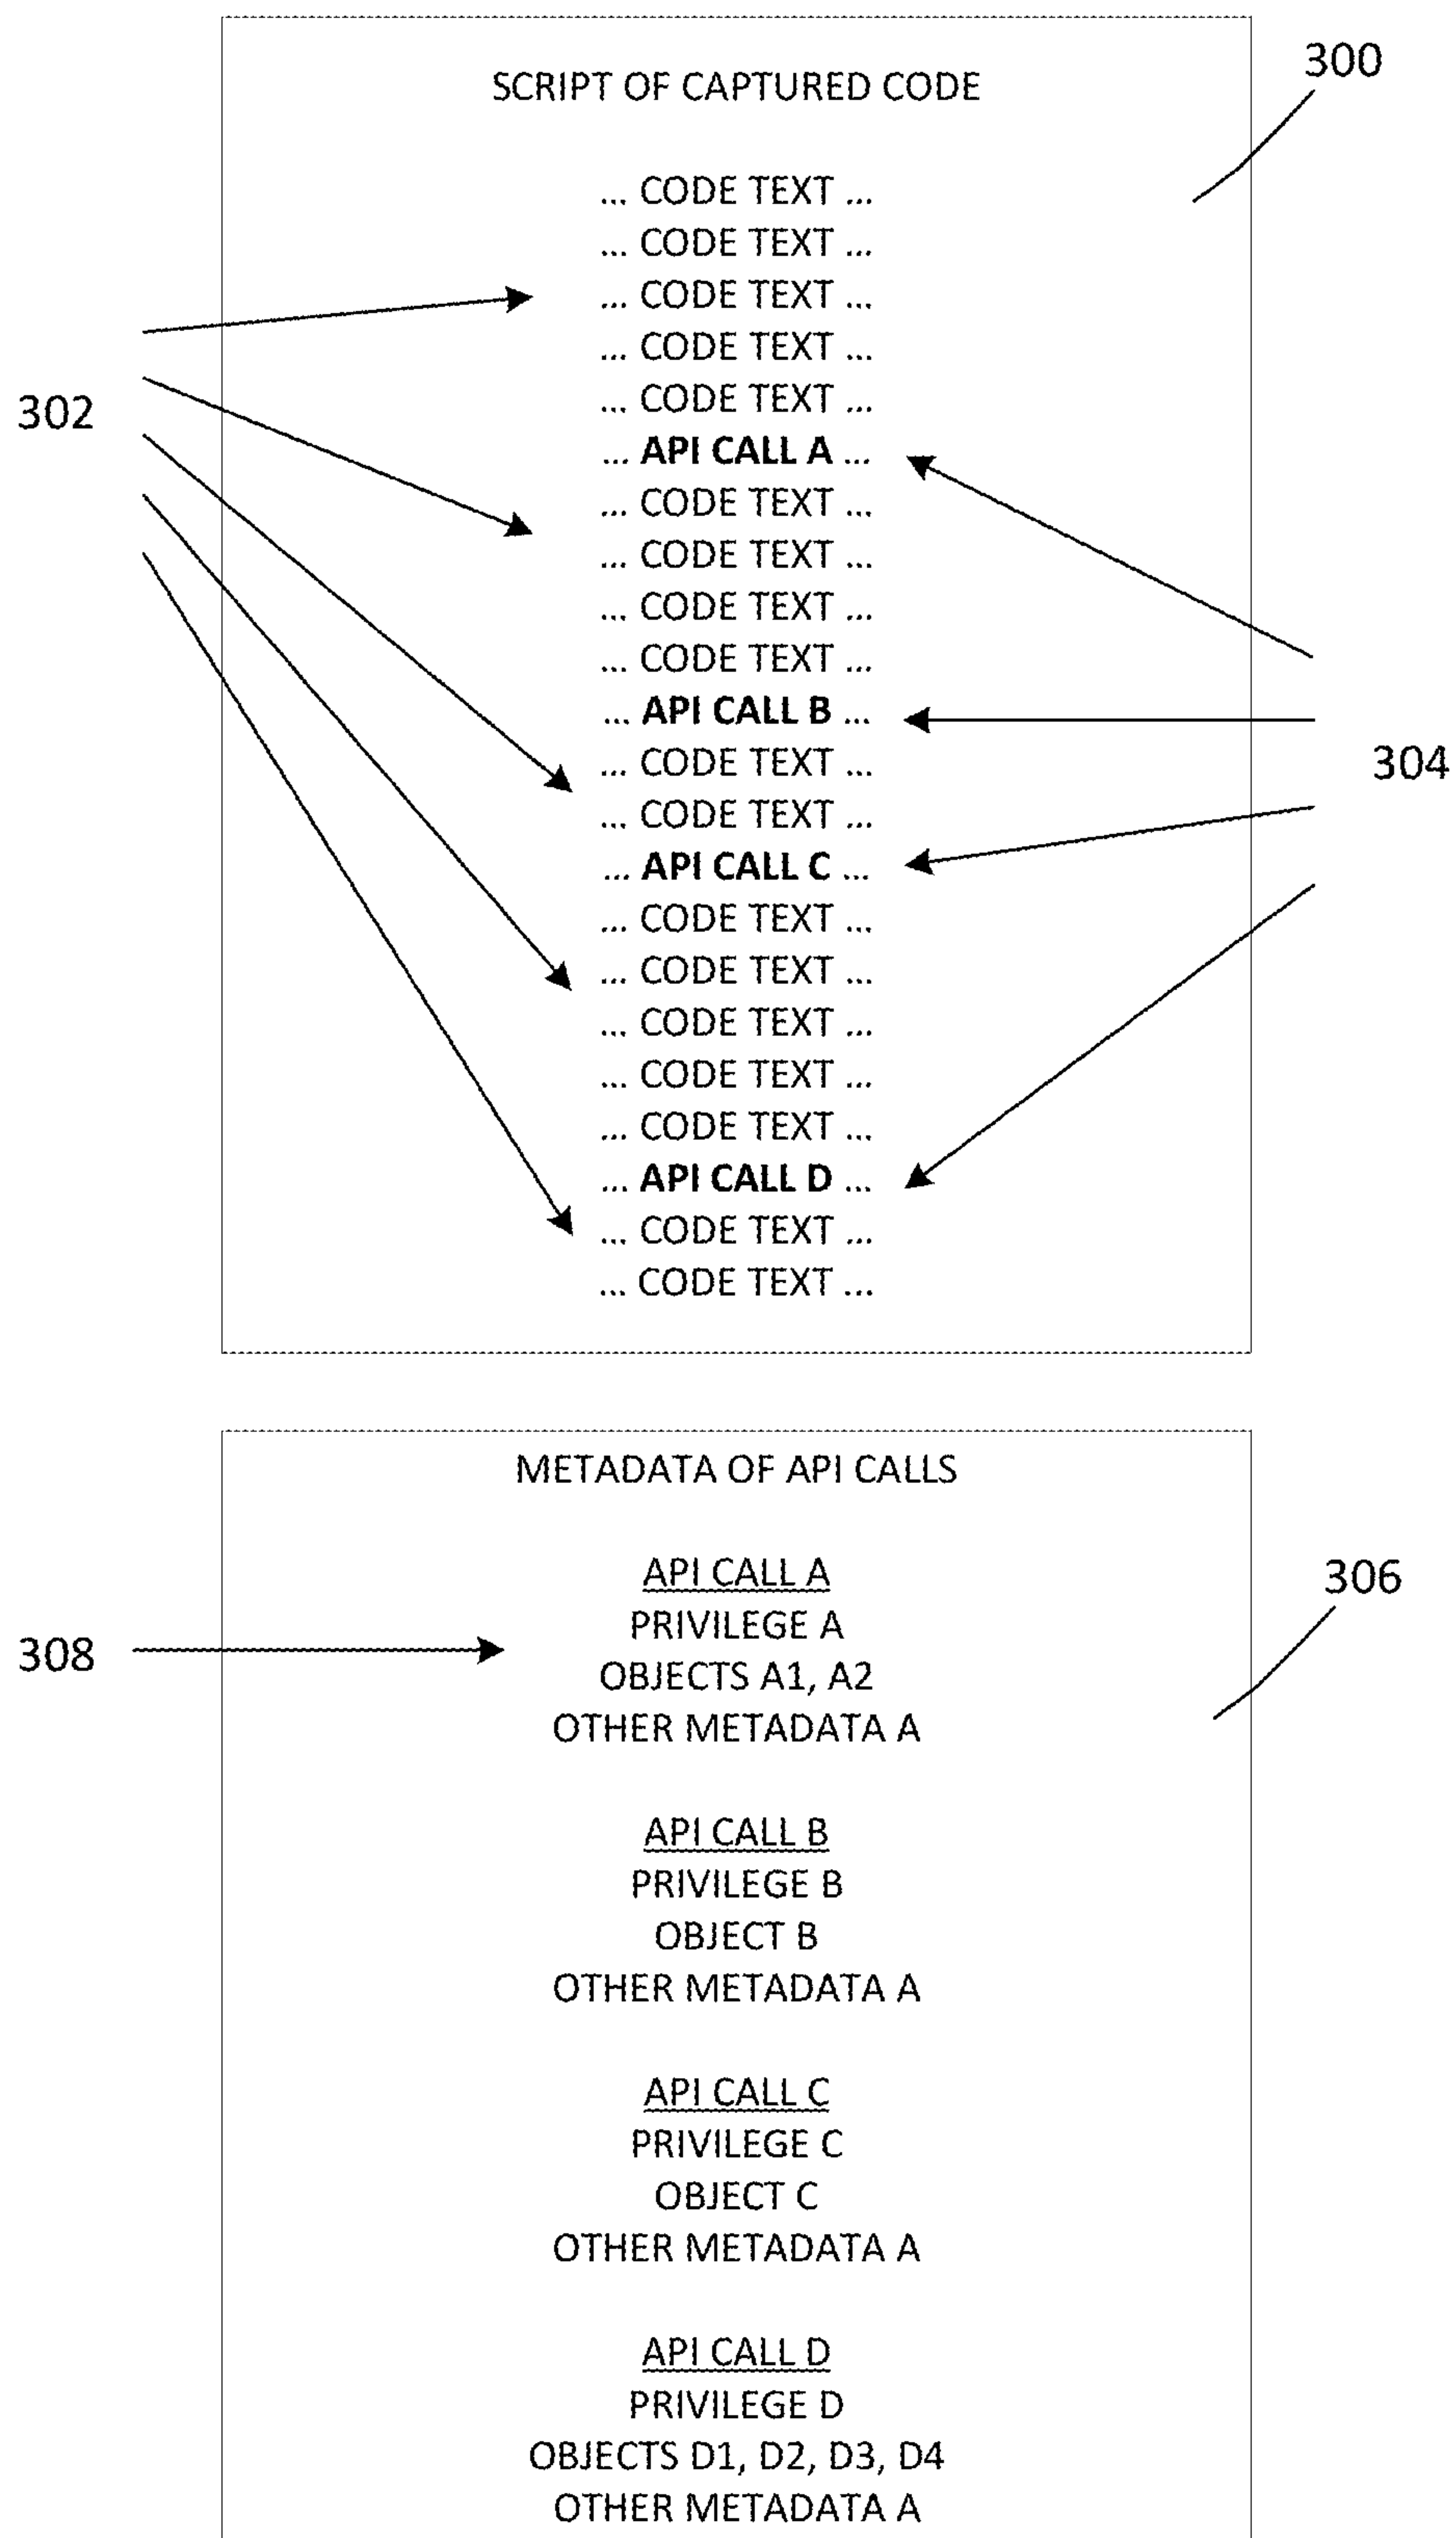 SCRIPT OF CAPTURED CODE
300
... CODE TEXT ...
... CODE TEXT ...
... CODE TEXT ...
... CODE TEXT ...
... CODE TEXT ...
302
... API CALL A ...
... CODE TEXT ...
... CODE TEXT ...
... CODE TEXT ...
... CODE TEXT ...
... API CALL B ...
... CODE TEXT ...
304
... CODE TEXT ...
... API CALL C ...
... CODE TEXT ...
... CODE TEXT ...
... CODE TEXT ...
... CODE TEXT ...
... CODE TEXT ...
... API CALL D ...
... CODE TEXT ...
... CODE TEXT ...
METADATA OF API CALLS
API CALL A
306
PRIVILEGE A
308
OBJECTS A1, A2
OTHER METADATA A
API CALL B
PRIVILEGE B
OBJECT B
OTHER METADATA A
API CALL C
PRIVILEGE C
OBJECT C
OTHER METADATA A
API CALL D
PRIVILEGE D
OBJECTS D1, D2, D3, D4
OTHER METADATA A